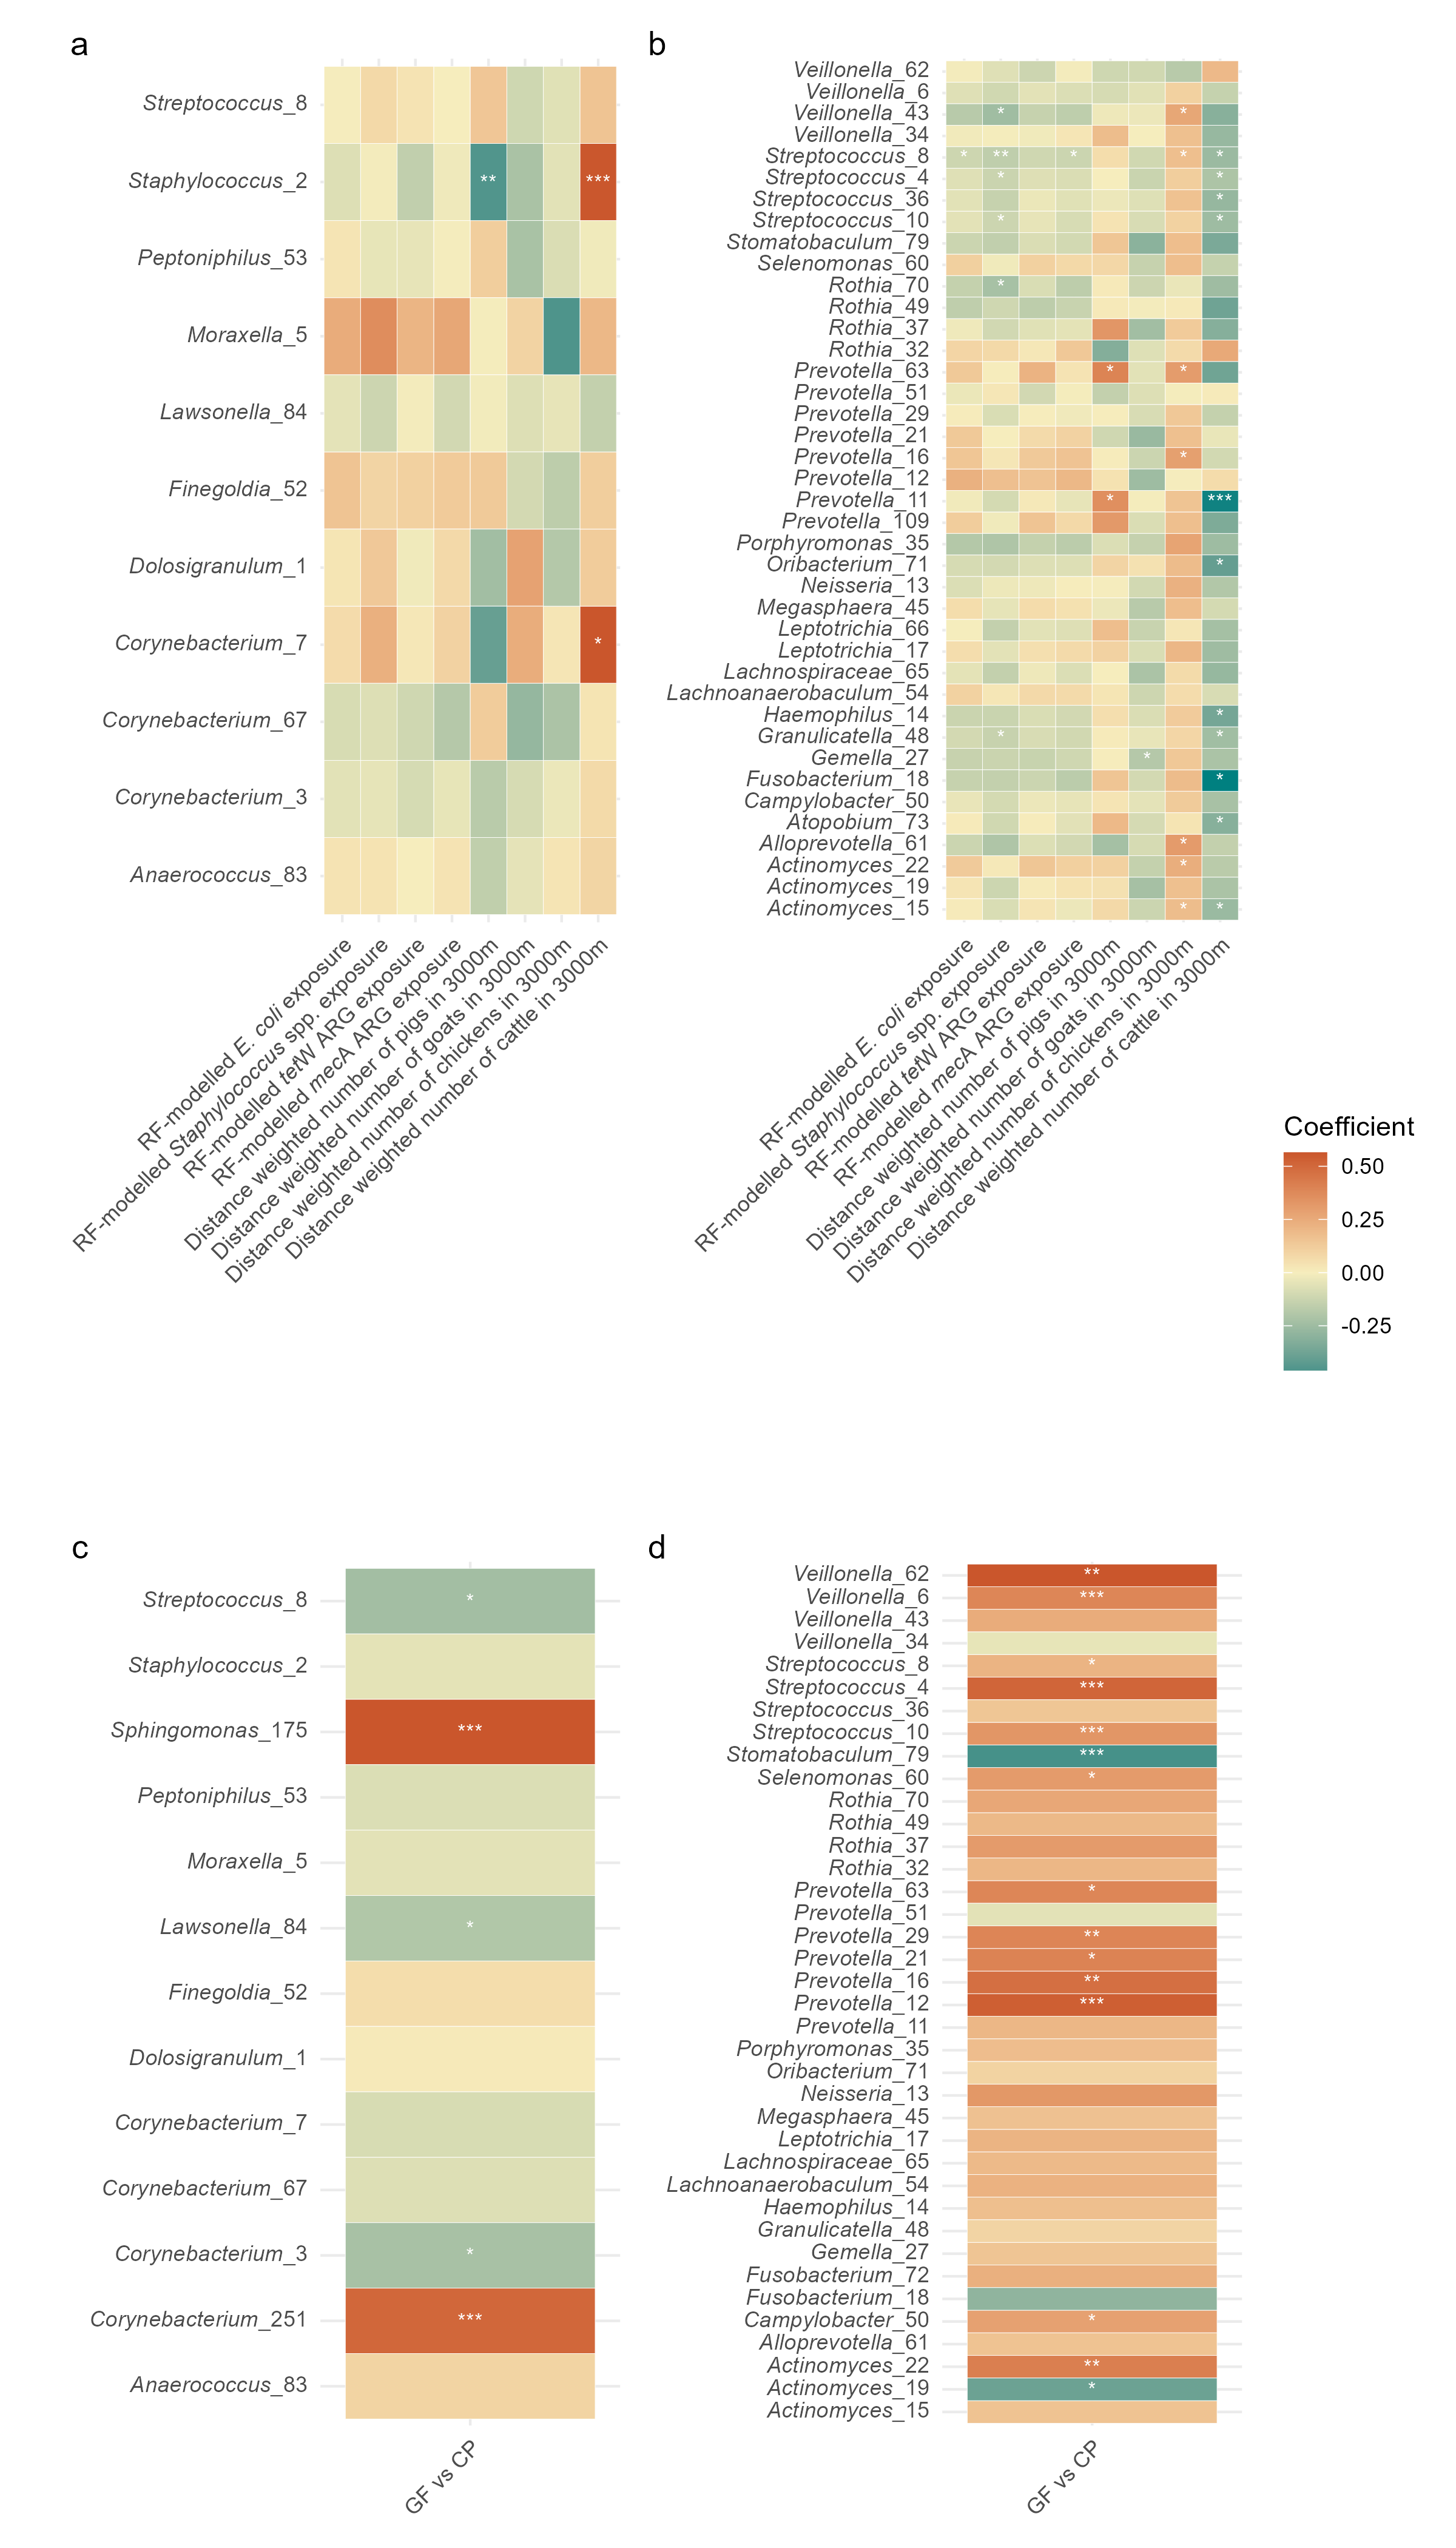 a
Streptococcus_8
Staphylococcus_2
**
***
Peptoniphilus_53
Moraxella_5
Lawsonella_84
Finegoldia_52
Dolosigranulum_1
Corynebacterium_7
*
Corynebacterium_67
Corynebacterium_3
Anaerococcus_83
RF-modelled E. coli exposure
RF-modelled Staphylococcus spp. exposure
RF-modelled tetW ARG exposure
RF-modelled mecA ARG exposure
Distance weighted number of pigs in 3000m
Distance weighted number of goats in 3000m
Distance weighted number of chickens in 3000m
Distance weighted number of cattle in 3000m
b
Veillonella_62
Veillonella_6
Veillonella_43
* *
Veillonella_34
Streptococcus_8
* ** * * *
Streptococcus_4
* *
Streptococcus_36
*
Streptococcus_10
* *
Stomatobaculum_79
Selenomonas_60
Rothia_70
*
Rothia_49
Rothia_37
Rothia_32
Prevotella_63
* *
Prevotella_51
Prevotella_29
Prevotella_21
Prevotella_16
*
Prevotella_12
Prevotella_11
* ***
Prevotella_109
Porphyromonas_35
Oribacterium_71
*
Neisseria_13
Megasphaera_45
Leptotrichia_66
Leptotrichia_17
Lachnospiraceae_65
Lachnoanaerobaculum_54
Haemophilus_14
*
Granulicatella_48
* *
Gemella_27
*
Fusobacterium_18
*
Campylobacter_50
Atopobium_73
*
Alloprevotella_61
*
Actinomyces_22
*
Actinomyces_19
Actinomyces_15
* *
RF-modelled E. coli exposure
RF-modelled Staphylococcus spp. exposure
RF-modelled tetW ARG exposure
RF-modelled mecA ARG exposure
Distance weighted number of pigs in 3000m
Distance weighted number of goats in 3000m
Distance weighted number of chickens in 3000m
Distance weighted number of cattle in 3000m
Coefficient
0.50
0.25
0.00
-0.25
c
Streptococcus_8
*
Staphylococcus_2
Sphingomonas_175
***
Peptoniphilus_53
Moraxella_5
Lawsonella_84
*
Finegoldia_52
Dolosigranulum_1
Corynebacterium_7
Corynebacterium_67
Corynebacterium_3
*
Corynebacterium_251
***
Anaerococcus_83
GF vs CP
d
Veillonella_62
**
Veillonella_6
***
Veillonella_43
Veillonella_34
Streptococcus_8
*
Streptococcus_4
***
Streptococcus_36
Streptococcus_10
***
Stomatobaculum_79
***
Selenomonas_60
*
Rothia_70
Rothia_49
Rothia_37
Rothia_32
Prevotella_63
*
Prevotella_51
Prevotella_29
**
Prevotella_21
*
Prevotella_16
**
Prevotella_12
***
Prevotella_11
Porphyromonas_35
Oribacterium_71
Neisseria_13
Megasphaera_45
Leptotrichia_17
Lachnospiraceae_65
Lachnoanaerobaculum_54
Haemophilus_14
Granulicatella_48
Gemella_27
Fusobacterium_72
Fusobacterium_18
Campylobacter_50
*
Alloprevotella_61
Actinomyces_22
**
Actinomyces_19
*
Actinomyces_15
GF vs CP